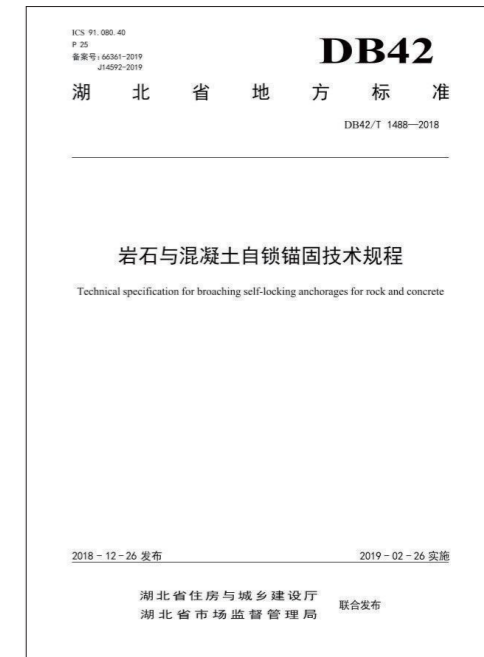 ICS 91.080.40
P 25
备案号：66361-2019
J14592-2019
DB42
湖北省地方标准
DB42/T 1488—2018
岩石与混凝土自锁锚固技术规程
Technical specification for broaching self-locking anchorages for rock and concrete
2018-12-26 发布
2019-02-26 实施
湖北省住房与城乡建设厅
湖北省市场监督管理局
联合发布